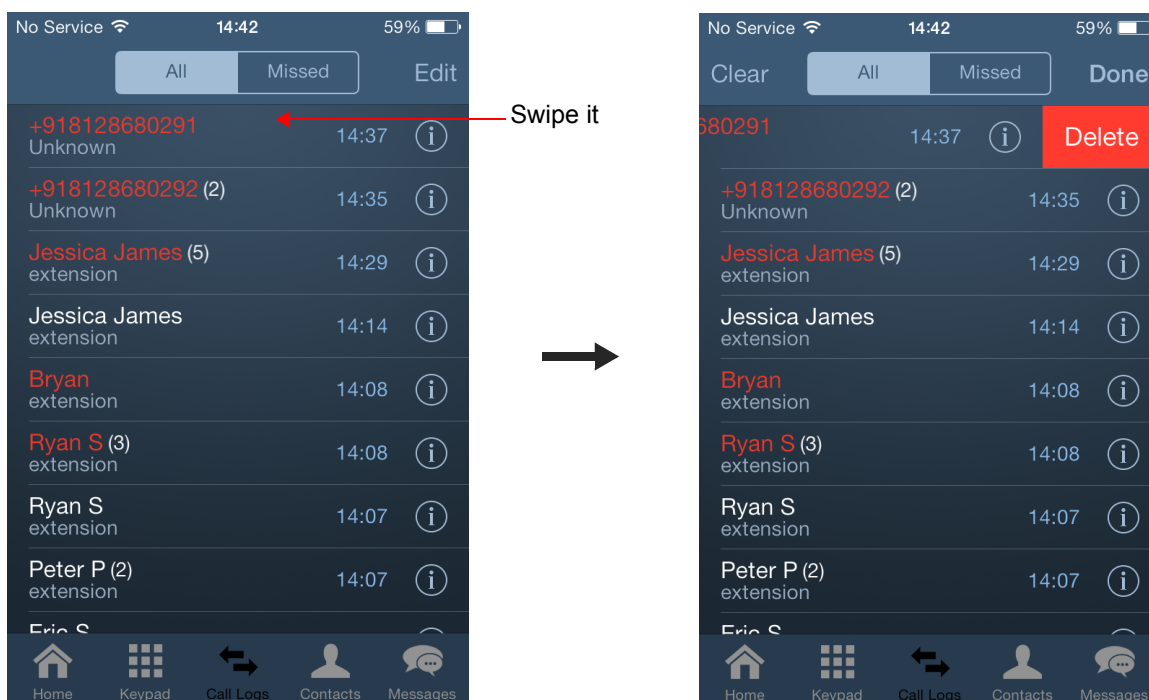 No Service 14:42 59%
All Missed Edit
+918128680291
Unknown
14:37 i
+918128680292 (2)
Unknown
14:35 i
Jessica James (5)
extension
14:29 i
Jessica James
extension
14:14 i
Bryan
extension
14:08 i
Ryan S (3)
extension
14:08 i
Ryan S
extension
14:07 i
Peter P (2)
extension
14:07 i
Eric S
Home Keypad Call Logs Contacts Messages
Swipe it
No Service 14:42 59%
Clear All Missed Done
680291
14:37 i Delete
+918128680292 (2)
Unknown
14:35 i
Jessica James (5)
extension
14:29 i
Jessica James
extension
14:14 i
Bryan
extension
14:08 i
Ryan S (3)
extension
14:08 i
Ryan S
extension
14:07 i
Peter P (2)
extension
14:07 i
Eric S
Home Keypad Call Logs Contacts Messages